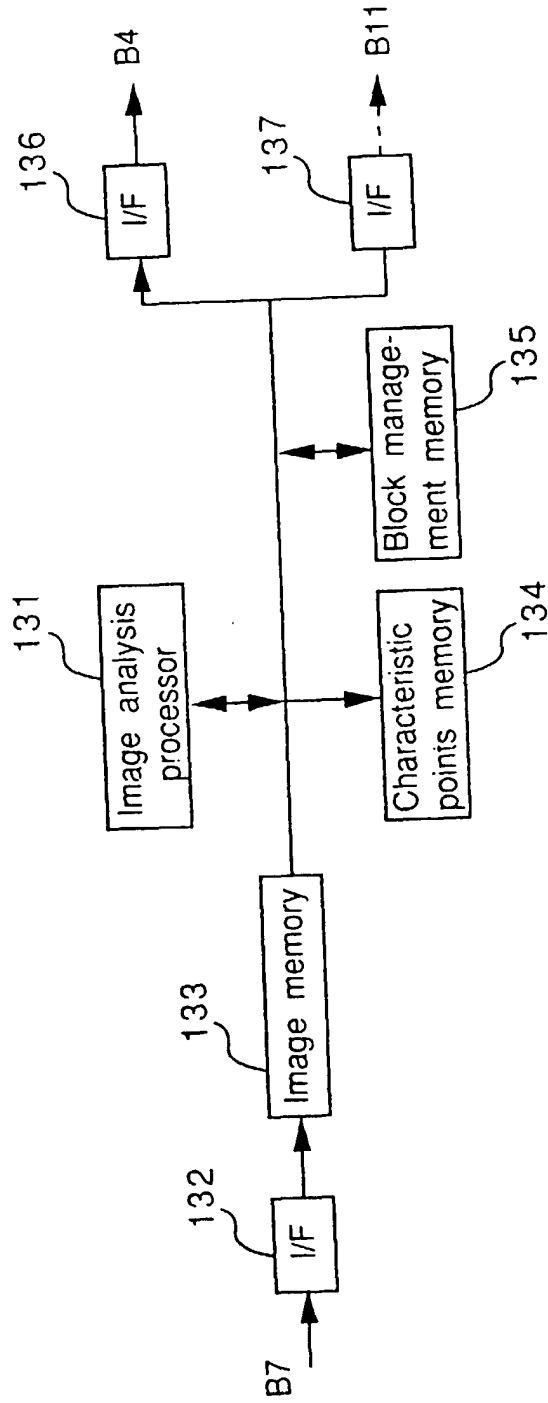 B7
132
I/F
133
Image memory
131
Image analysis
processor
Characteristic
points memory
134
Block manage-
ment memory
135
136
I/F
B4
137
I/F
B11